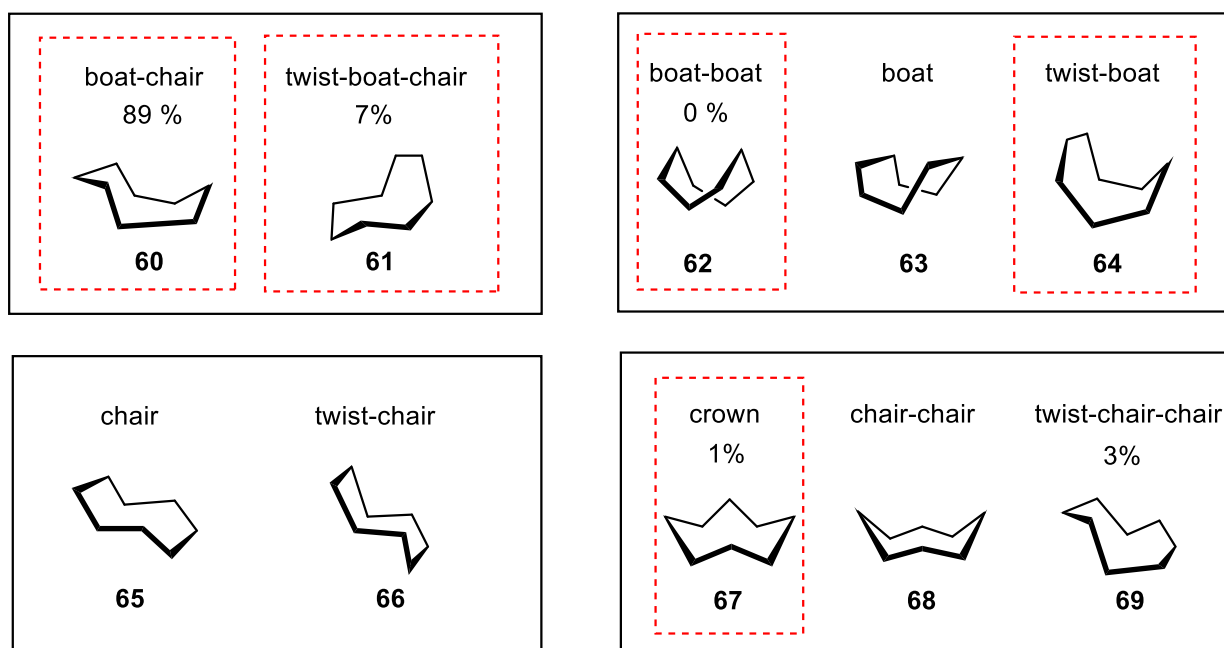 boat-chair
89 %
60
twist-boat-chair
7%
61
boat-boat
0 %
62
boat
63
twist-boat
64
chair
65
twist-chair
66
crown
1%
67
chair-chair
68
twist-chair-chair
3%
69